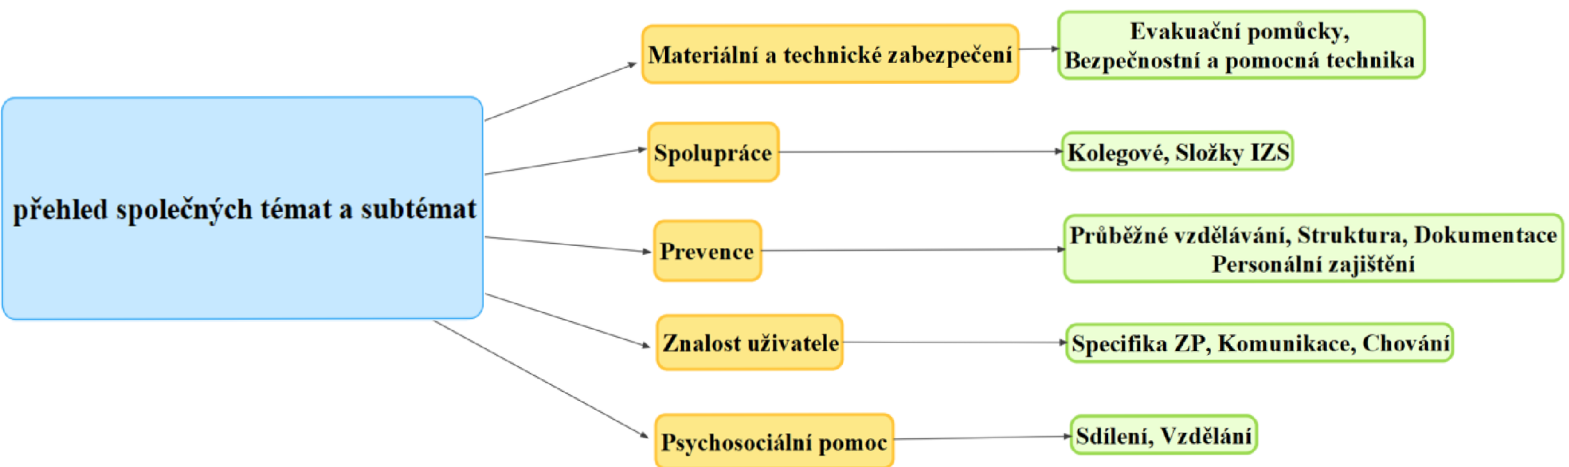 přehled společných témat a subtémat
Materiální a technické zabezpečení
Evakuační pomůcky,
Bezpečnostní a pomocná technika
Spolupráce
Kolegové, Složky IZS
Prevence
Průběžné vzdělávání, Struktura, Dokumentace
Personální zajištění
Znalost uživatele
Specifika ZP, Komunikace, Chování
Psychosociální pomoc
Sdílení, Vzdělání